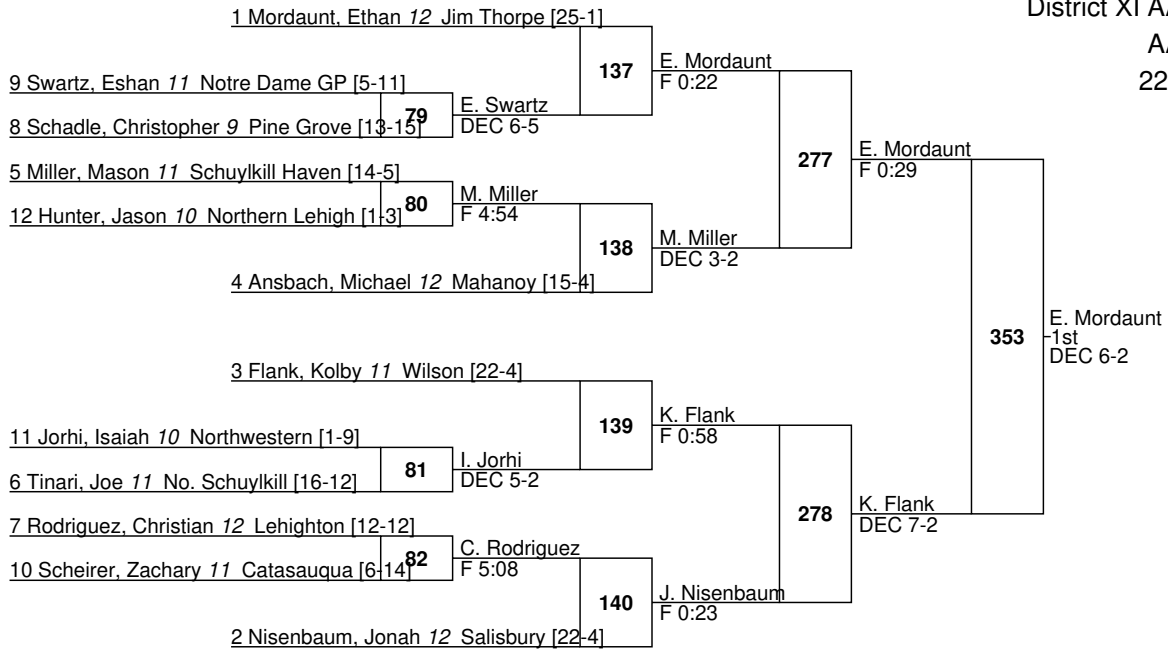 District XI A
A
22
1 Mordaunt, Ethan 12 Jim Thorpe [25-1]
137
E. Mordaunt
F 0:22
9 Swartz, Eshan 11 Notre Dame GP [5-11]
79
E. Swartz
DEC 6-5
8 Schadle, Christopher 9 Pine Grove [13-15]
277
E. Mordaunt
F 0:29
5 Miller, Mason 11 Schuylkill Haven [14-5]
80
M. Miller
F 4:54
12 Hunter, Jason 10 Northern Lehigh [1-3]
138
M. Miller
DEC 3-2
4 Ansbach, Michael 12 Mahanoy [15-4]
353
E. Mordaunt
1st
DEC 6-2
3 Flank, Kolby 11 Wilson [22-4]
139
K. Flank
F 0:58
11 Jorhi, Isaiah 10 Northwestern [1-9]
81
I. Jorhi
DEC 5-2
6 Tinari, Joe 11 No. Schuylkill [16-12]
278
K. Flank
DEC 7-2
7 Rodriguez, Christian 12 Lehighton [12-12]
82
C. Rodriguez
F 5:08
10 Scheirer, Zachary 11 Catasauqua [6-14]
140
J. Nisenbaum
F 0:23
2 Nisenbaum, Jonah 12 Salisbury [22-4]